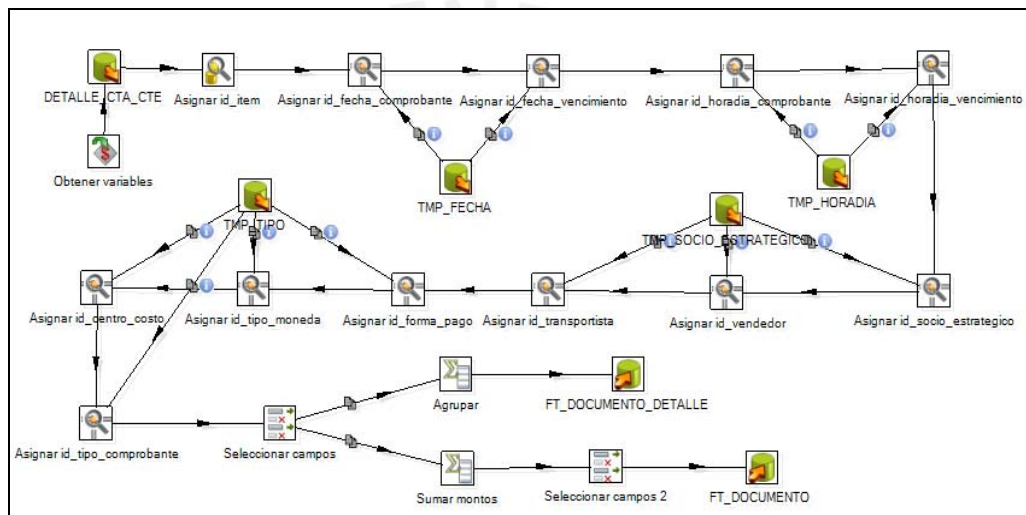 DETALLE_CTA_CTE
Asignar id_item
Asignar id_fecha_comprobante
Asignar id_fecha_vencimiento
Asignar id_horadia_comprobante
Asignar id_horadia_vencimiento
Obtener variables
TMP_FECHA
TMP_HORADIA
TMP_TIPO
TMP_SOCIO_ESTRATEGICO
Asignar id_centro_costo
Asignar id_tipo_moneda
Asignar id_forma_pago
Asignar id_transportista
Asignar id_vendedor
Asignar id_socio_estrategico
Agrupar
FT_DOCUMENTO_DETALLE
Asignar id_tipo_comprobante
Seleccionar campos
Sumar montos
Seleccionar campos 2
FT_DOCUMENTO